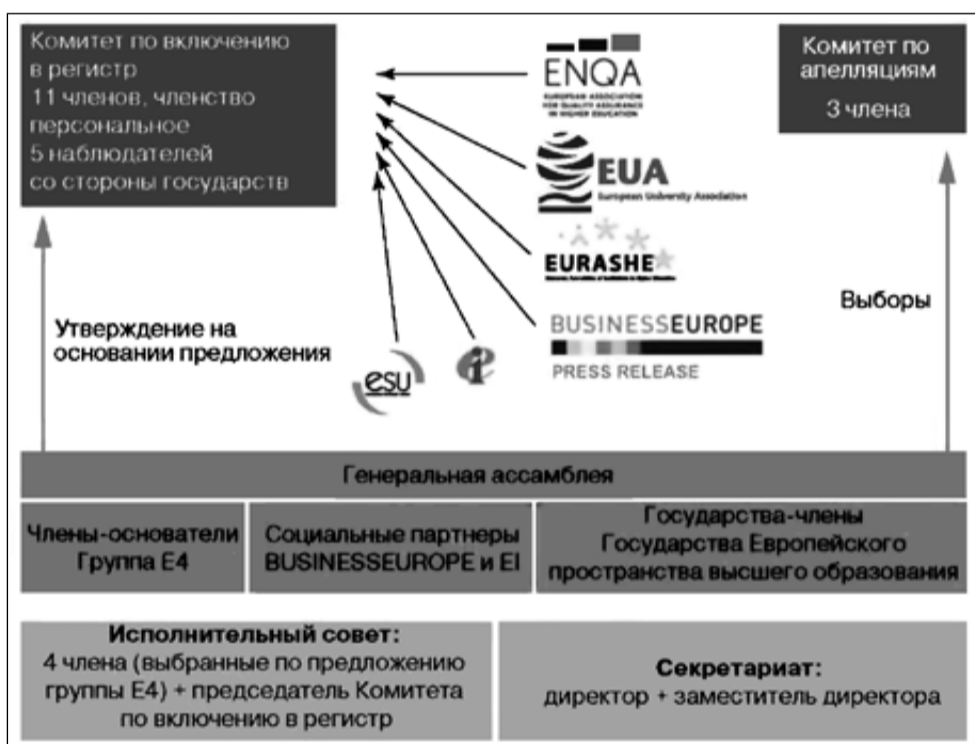 Комитет по включению
в регистр
11 членов, членство
персональное
5 наблюдателей
со стороны государств
ENQA
EUROPEAN ASSOCIATION
FOR QUALITY ASSURANCE
IN HIGHER EDUCATION
Комитет по
апелляциям
3 члена
EUA
European University Association
EURASHE
Утверждение на
основании предложения
Выборы
BUSINESSEUROPE
PRESS RELEASE
esu
ei
Генеральная ассамблея
Члены-основатели
Группа E4
Социальные партнеры
BUSINESSEUROPE и EI
Государства-члены
Государства Европейского
пространства высшего образования
Исполнительный совет:
4 члена (выбранные по предложению
группы E4) + председатель Комитета
по включению в регистр
Секретариат:
директор + заместитель директора